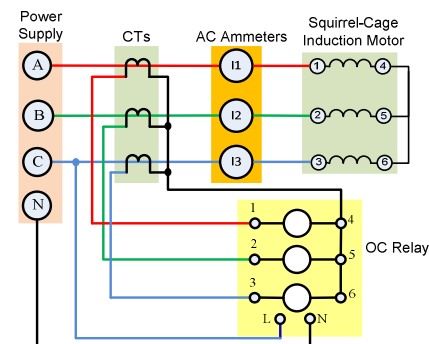 Power
Supply
CTs
AC Ammeters
Squirrel-Cage
Induction Motor
A
I1
1
4
B
I2
2
5
C
I3
3
6
N
1
4
2
5
OC Relay
3
6
L
N